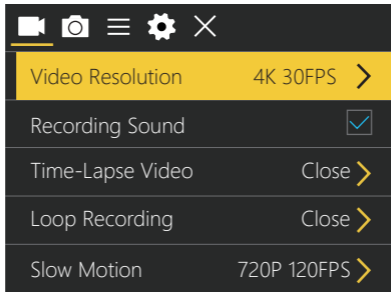 Video Resolution 4K 30FPS
Recording Sound
Time-Lapse Video Close
Loop Recording Close
Slow Motion 720P 120FPS